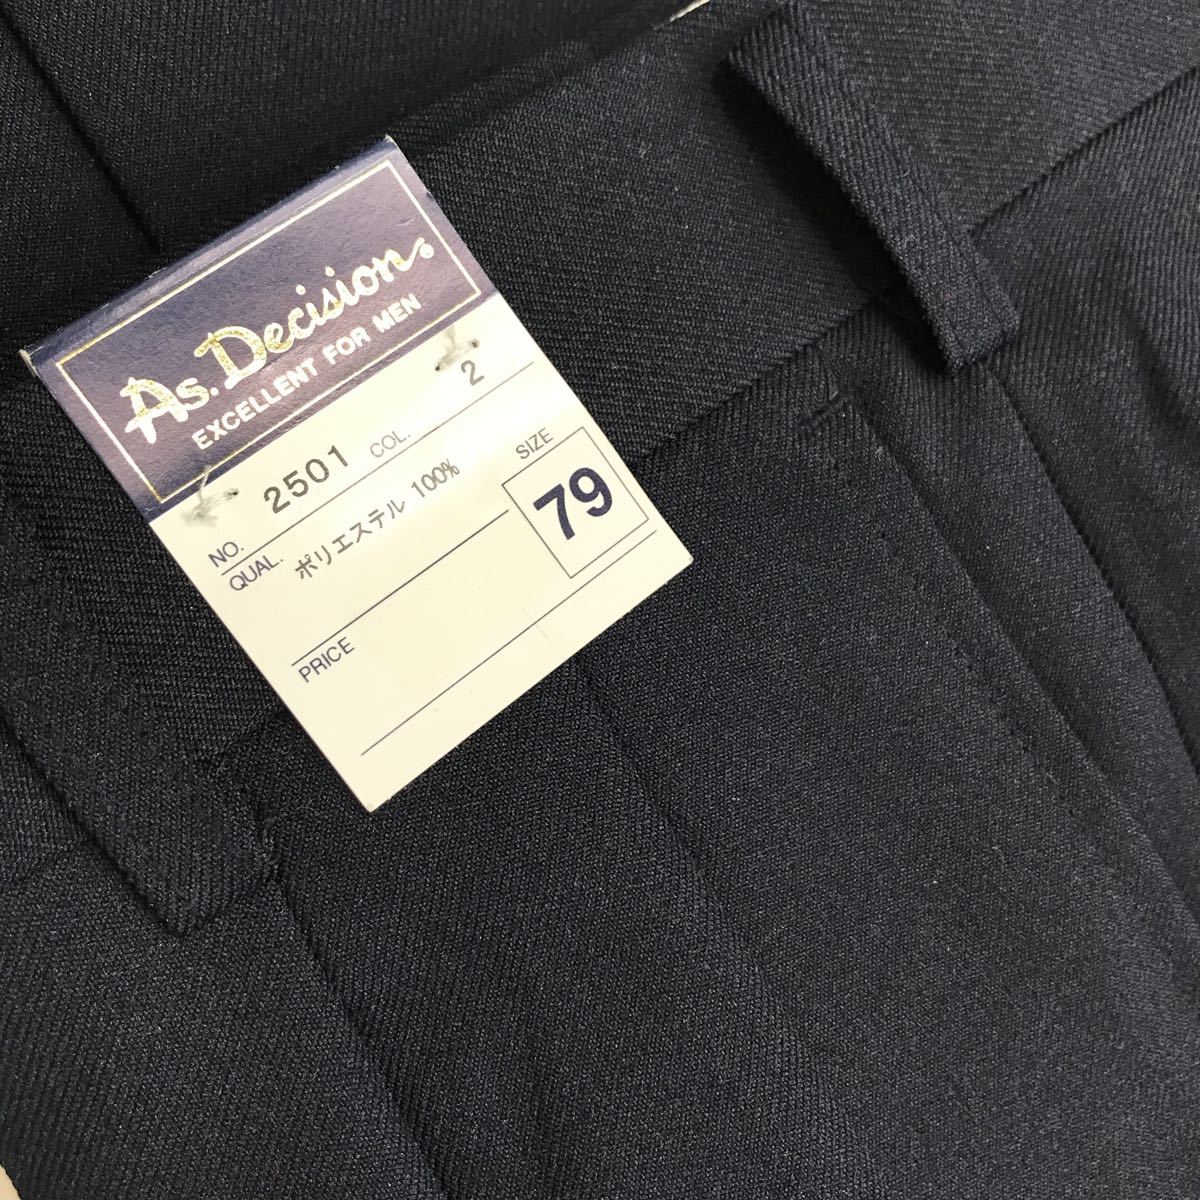 As. Decision®
EXCELLENT FOR MEN
NO. 2501 COL. 2
QUAL. ポリエステル 100%
SIZE
79
PRICE